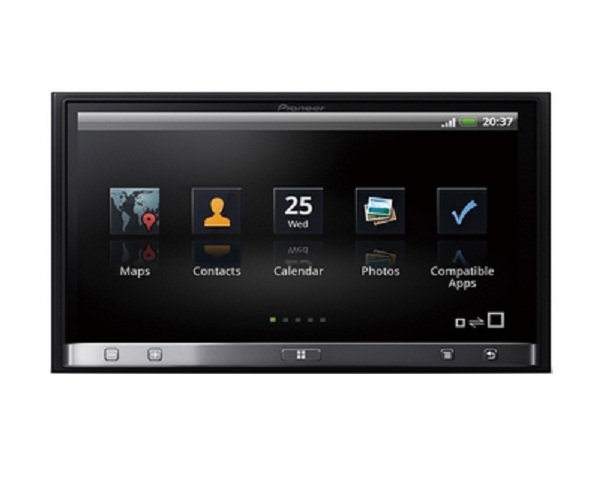 Pioneer
20:37
25
Wed
Maps
Contacts
Calendar
Photos
Compatible
Apps